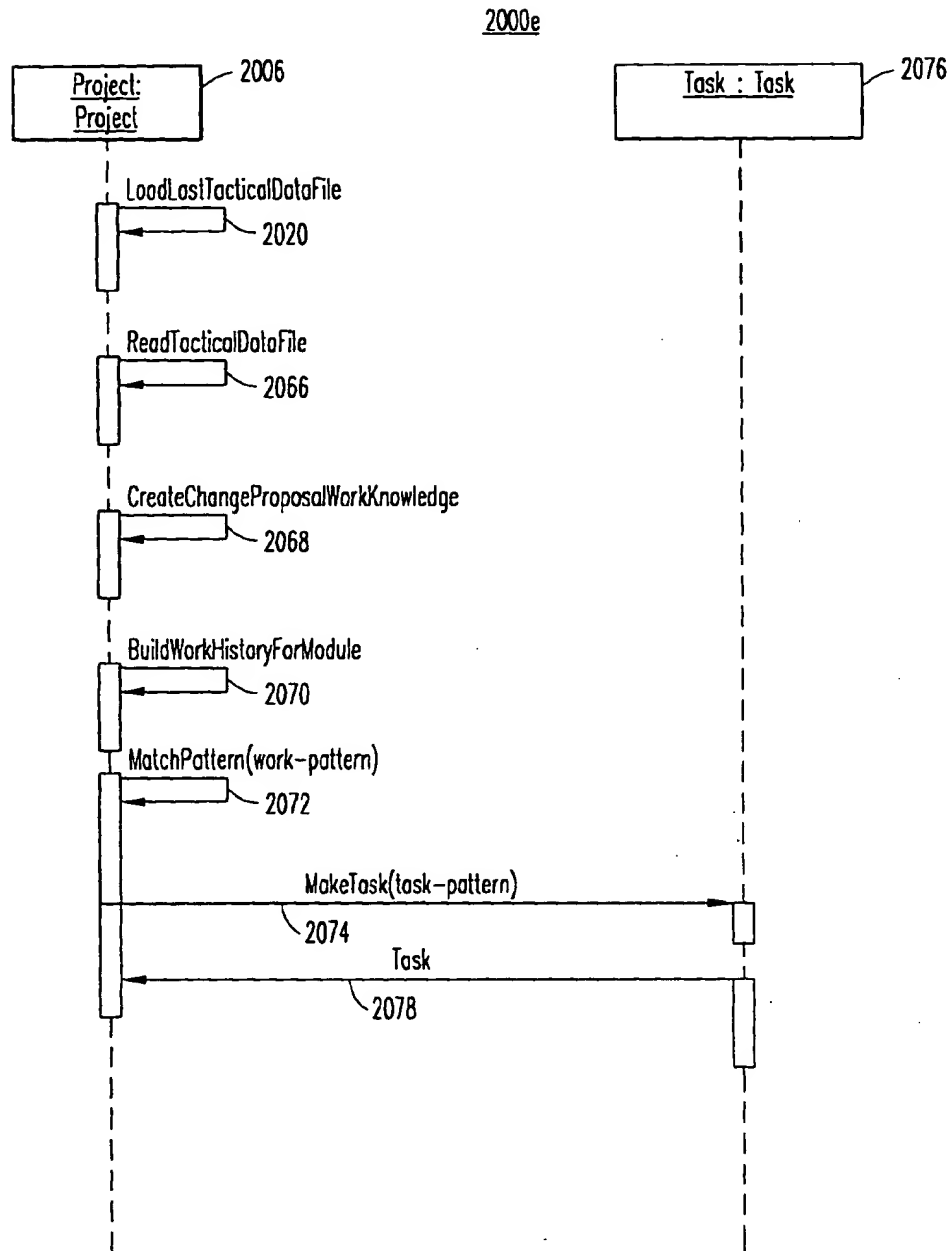 2000e
Project:
Project
2006
Task : Task
2076
LoadLastTacticalDataFile
2020
ReadTacticalDataFile
2066
CreateChangeProposalWorkKnowledge
2068
BuildWorkHistoryForModule
2070
MatchPattern(work-pattern)
2072
MakeTask(task-pattern)
2074
Task
2078